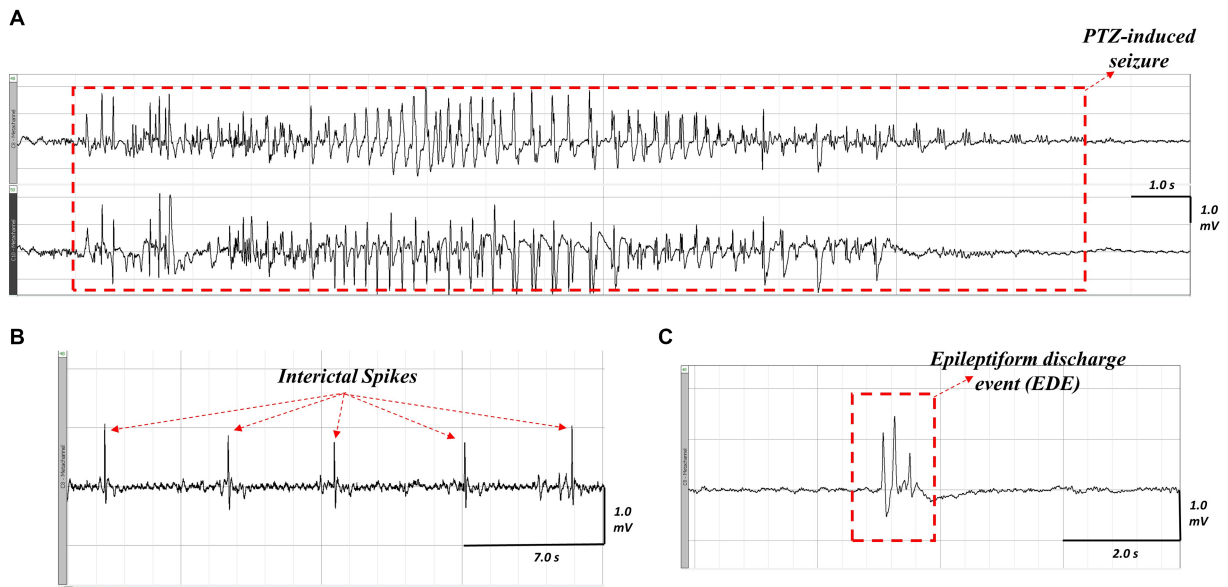 A
PTZ-induced
seizure
1.0 s
1.0
mV
B
Interictal Spikes
1.0
mV
7.0 s
C
Epileptiform discharge
event (EDE)
1.0
mV
2.0 s